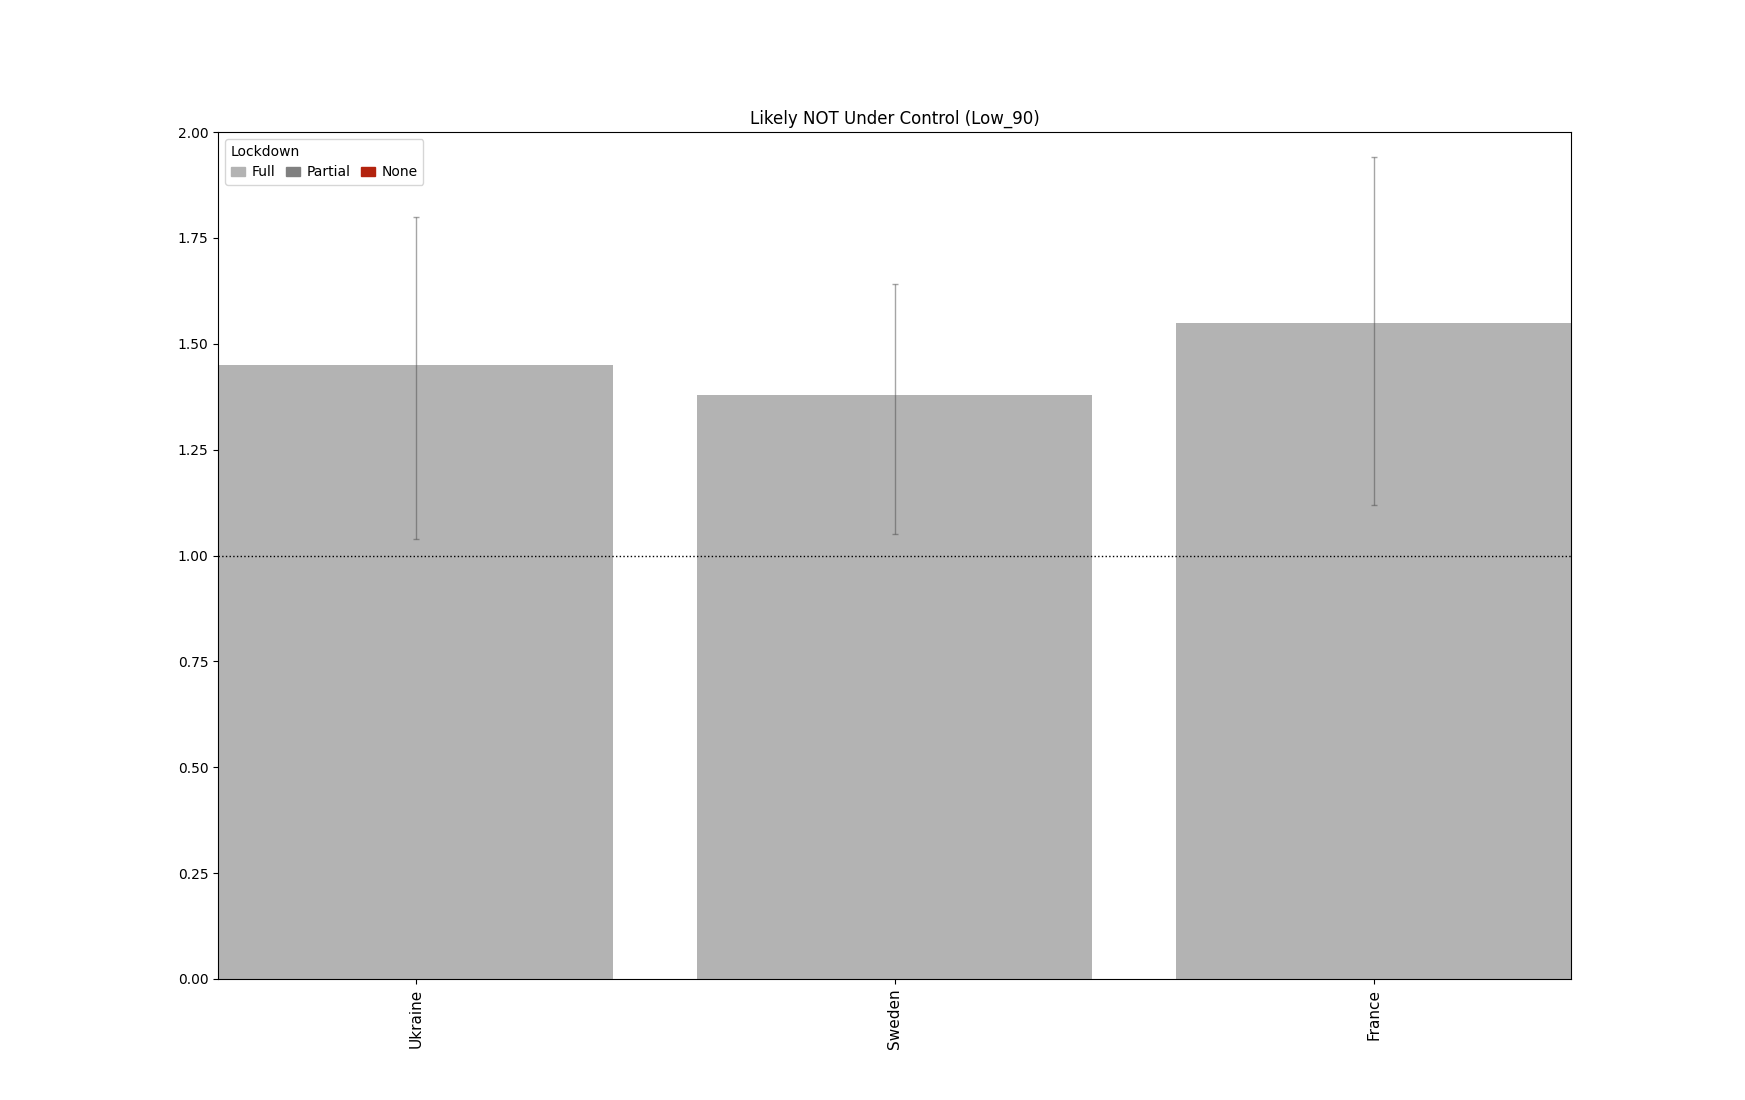 Likely NOT Under Control (Low_90)
Lockdown
Full Partial None
2.00
1.75
1.50
1.25
1.00
0.75
0.50
0.25
0.00
Ukraine
Sweden
France